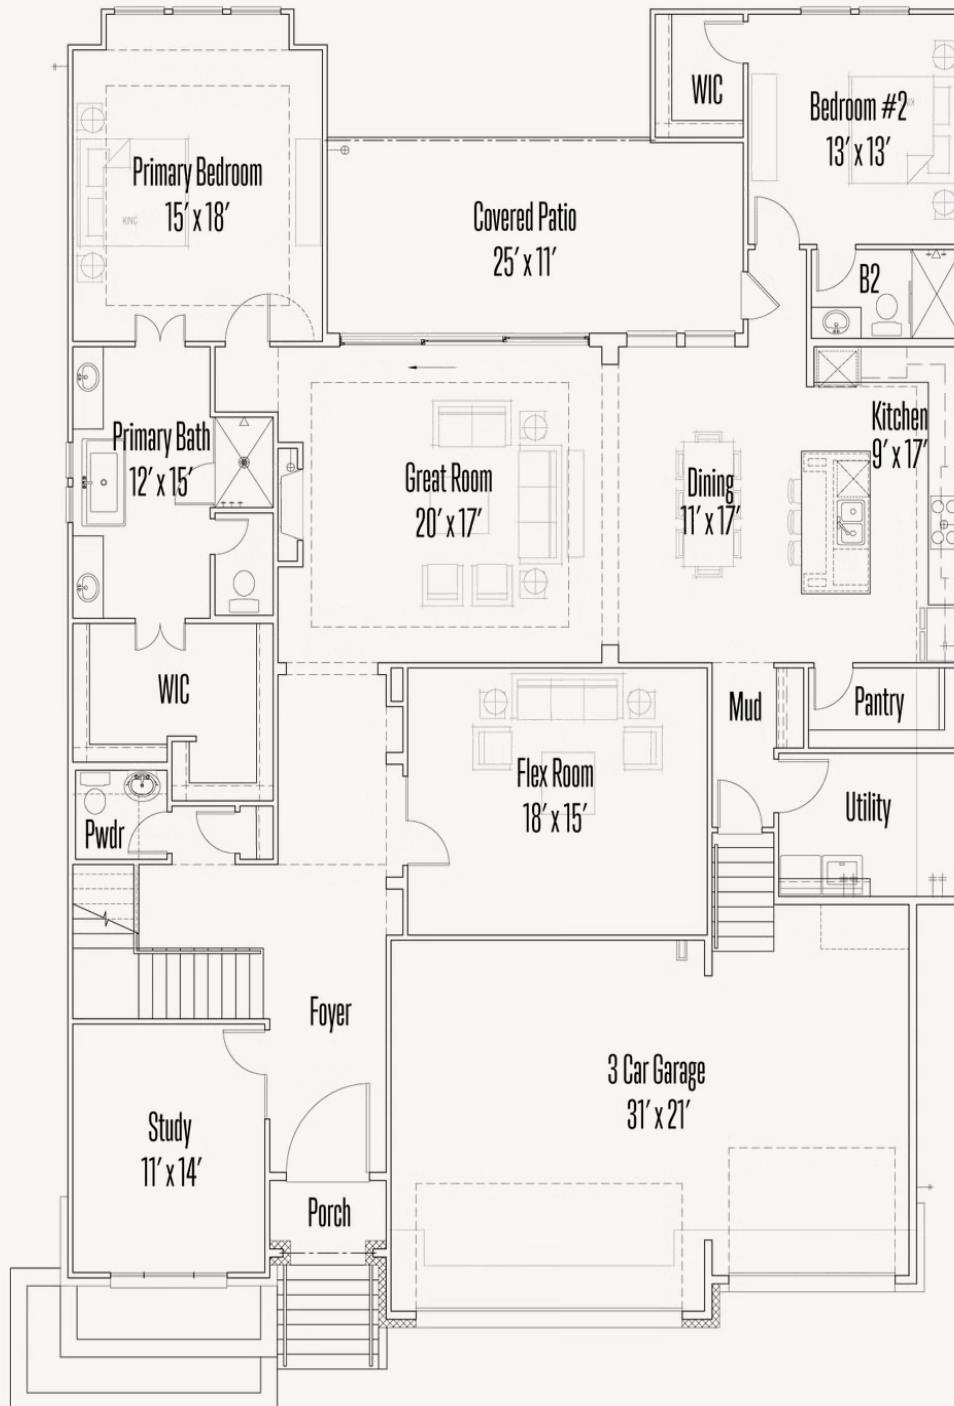 WIC
Bedroom #2
13' x 13'
Primary Bedroom
15' x 18'
KING
Covered Patio
25' x 11'
B2
Primary Bath
12' x 15'
Great Room
20' x 17'
Dining
11' x 17'
Kitchen
9' x 17'
WIC
Mud
Pantry
Flex Room
18' x 15'
Utility
Pwdr
Foyer
3 Car Garage
31' x 21'
Study
11' x 14'
Porch